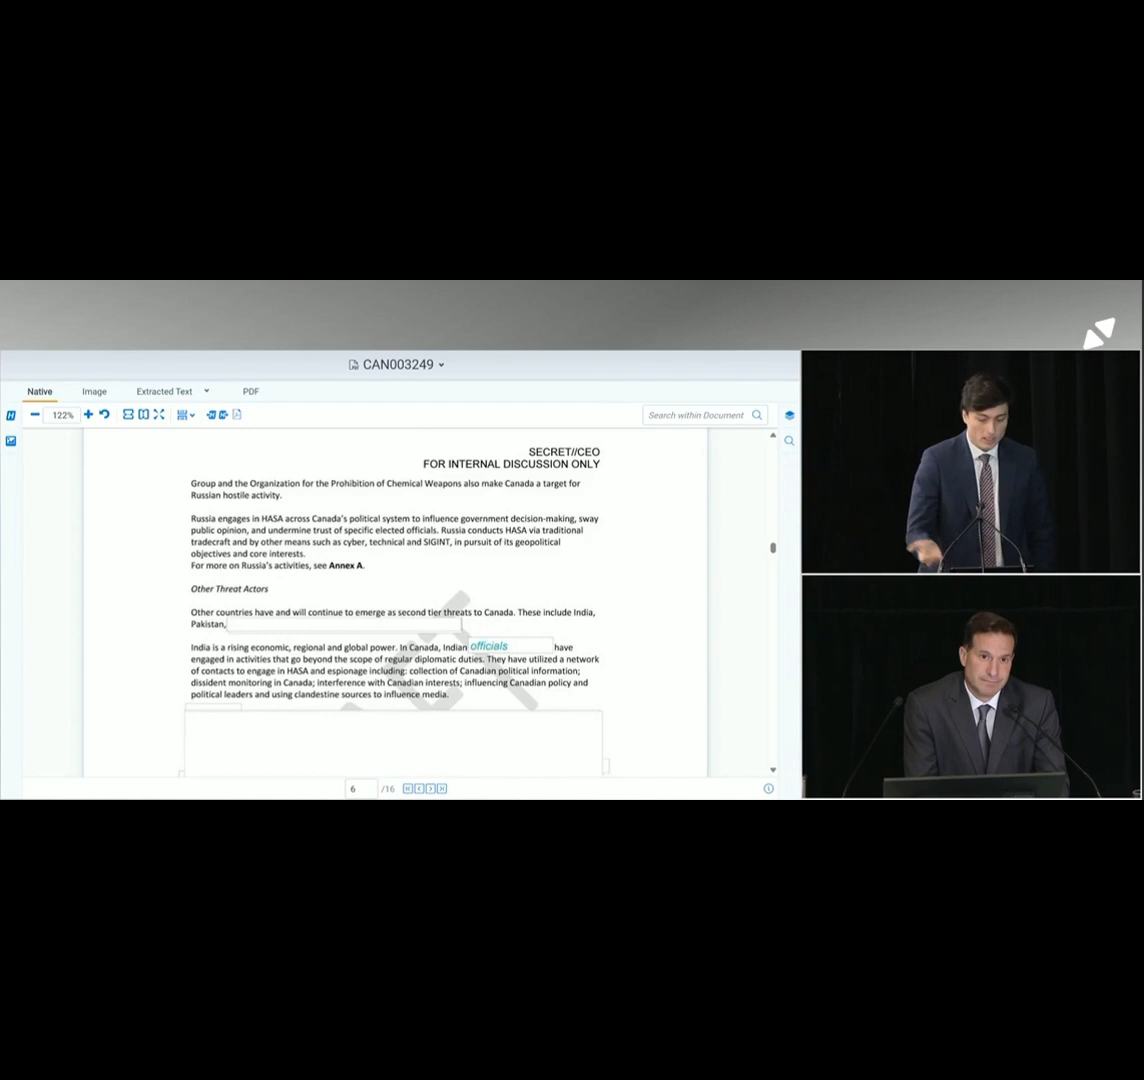 CAN003249
Native Image Extracted Text PDF
122% Search within Document
SECRET//CEO
FOR INTERNAL DISCUSSION ONLY
Group and the Organization for the Prohibition of Chemical Weapons also make Canada a target for
Russian hostile activity.
Russia engages in HASA across Canada's political system to influence government decision-making, sway
public opinion, and undermine trust of specific elected officials. Russia conducts HASA via traditional
tradecraft and by other means such as cyber, technical and SIGINT, in pursuit of its geopolitical
objectives and core interests.
For more on Russia's activities, see Annex A.
Other Threat Actors
Other countries have and will continue to emerge as second tier threats to Canada. These include India,
Pakistan,
India is a rising economic, regional and global power. In Canada, Indian officials have
engaged in activities that go beyond the scope of regular diplomatic duties. They have utilized a network
of contacts to engage in HASA and espionage including: collection of Canadian political information;
dissident monitoring in Canada; interference with Canadian interests; influencing Canadian policy and
political leaders and using clandestine sources to influence media.
6 /16